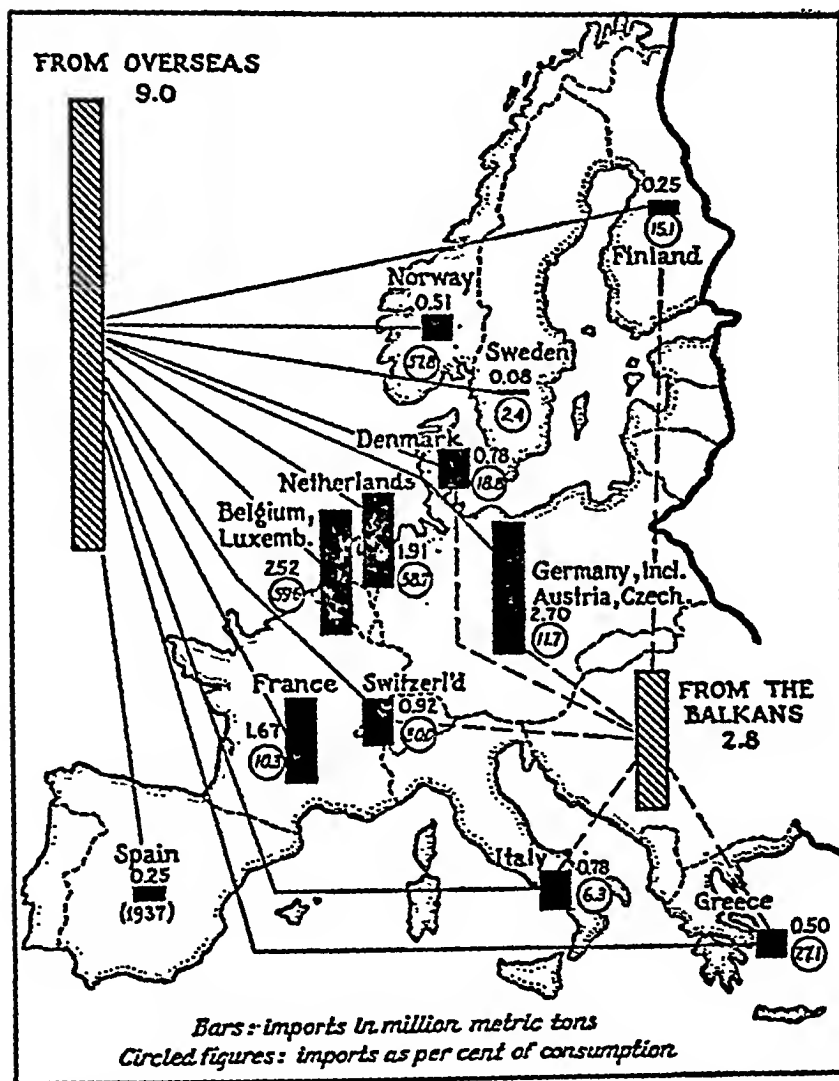 FROM OVERSEAS
9.0
0.25
15.1
Finland
Norway
0.51
57.8
Sweden
0.08
2.4
Denmark
0.78
18.8
Netherlands
1.91
58.7
Belgium,
Luxemb.
2.52
Germany, incl.
Austria, Czech.
2.70
11.7
France
1.67
10.3
Switzerl'd
0.92
FROM THE
BALKANS
2.8
Spain
0.25
(1937)
Italy
0.78
6.3
Greece
0.50
27.1
Bars:- imports in million metric tons
Circled figures: imports as per cent of consumption